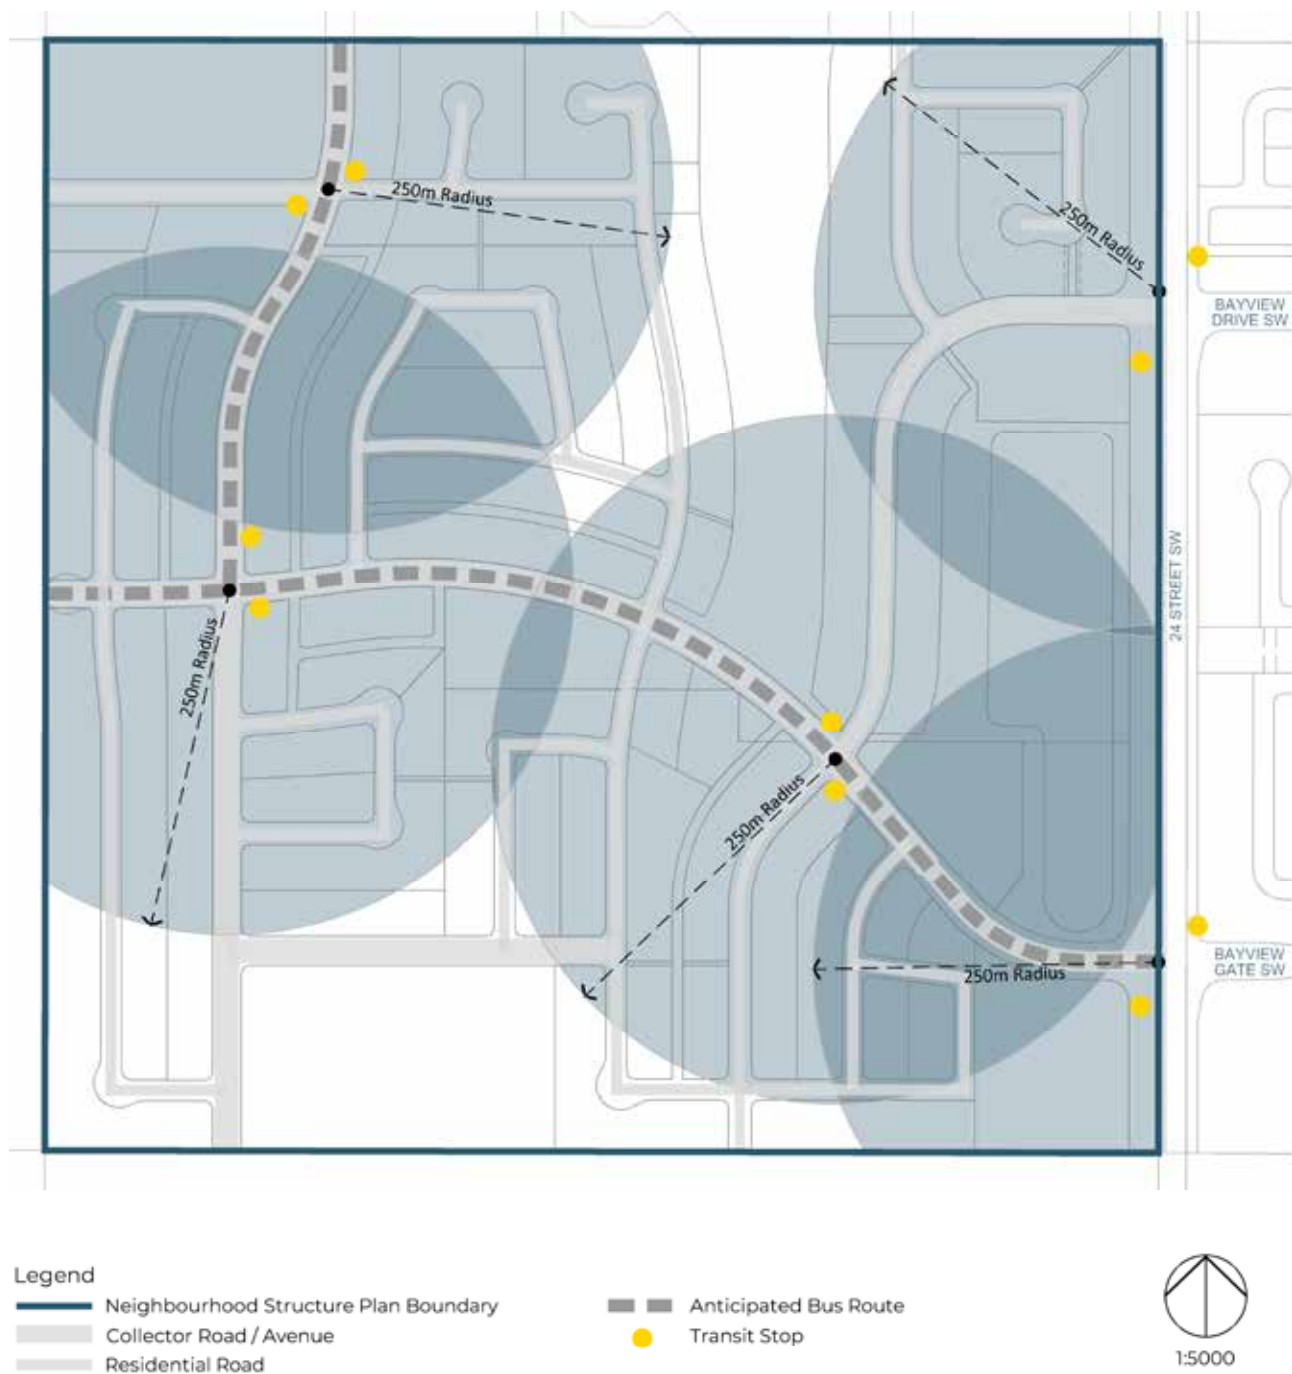 250m Radius
250m Radius
BAYVIEW
DRIVE SW
24 STREET SW
250m Radius
250m Radius
BAYVIEW
GATE SW
250m Radius
Legend
Neighbourhood Structure Plan Boundary
Collector Road / Avenue
Residential Road
Anticipated Bus Route
Transit Stop
1:5000